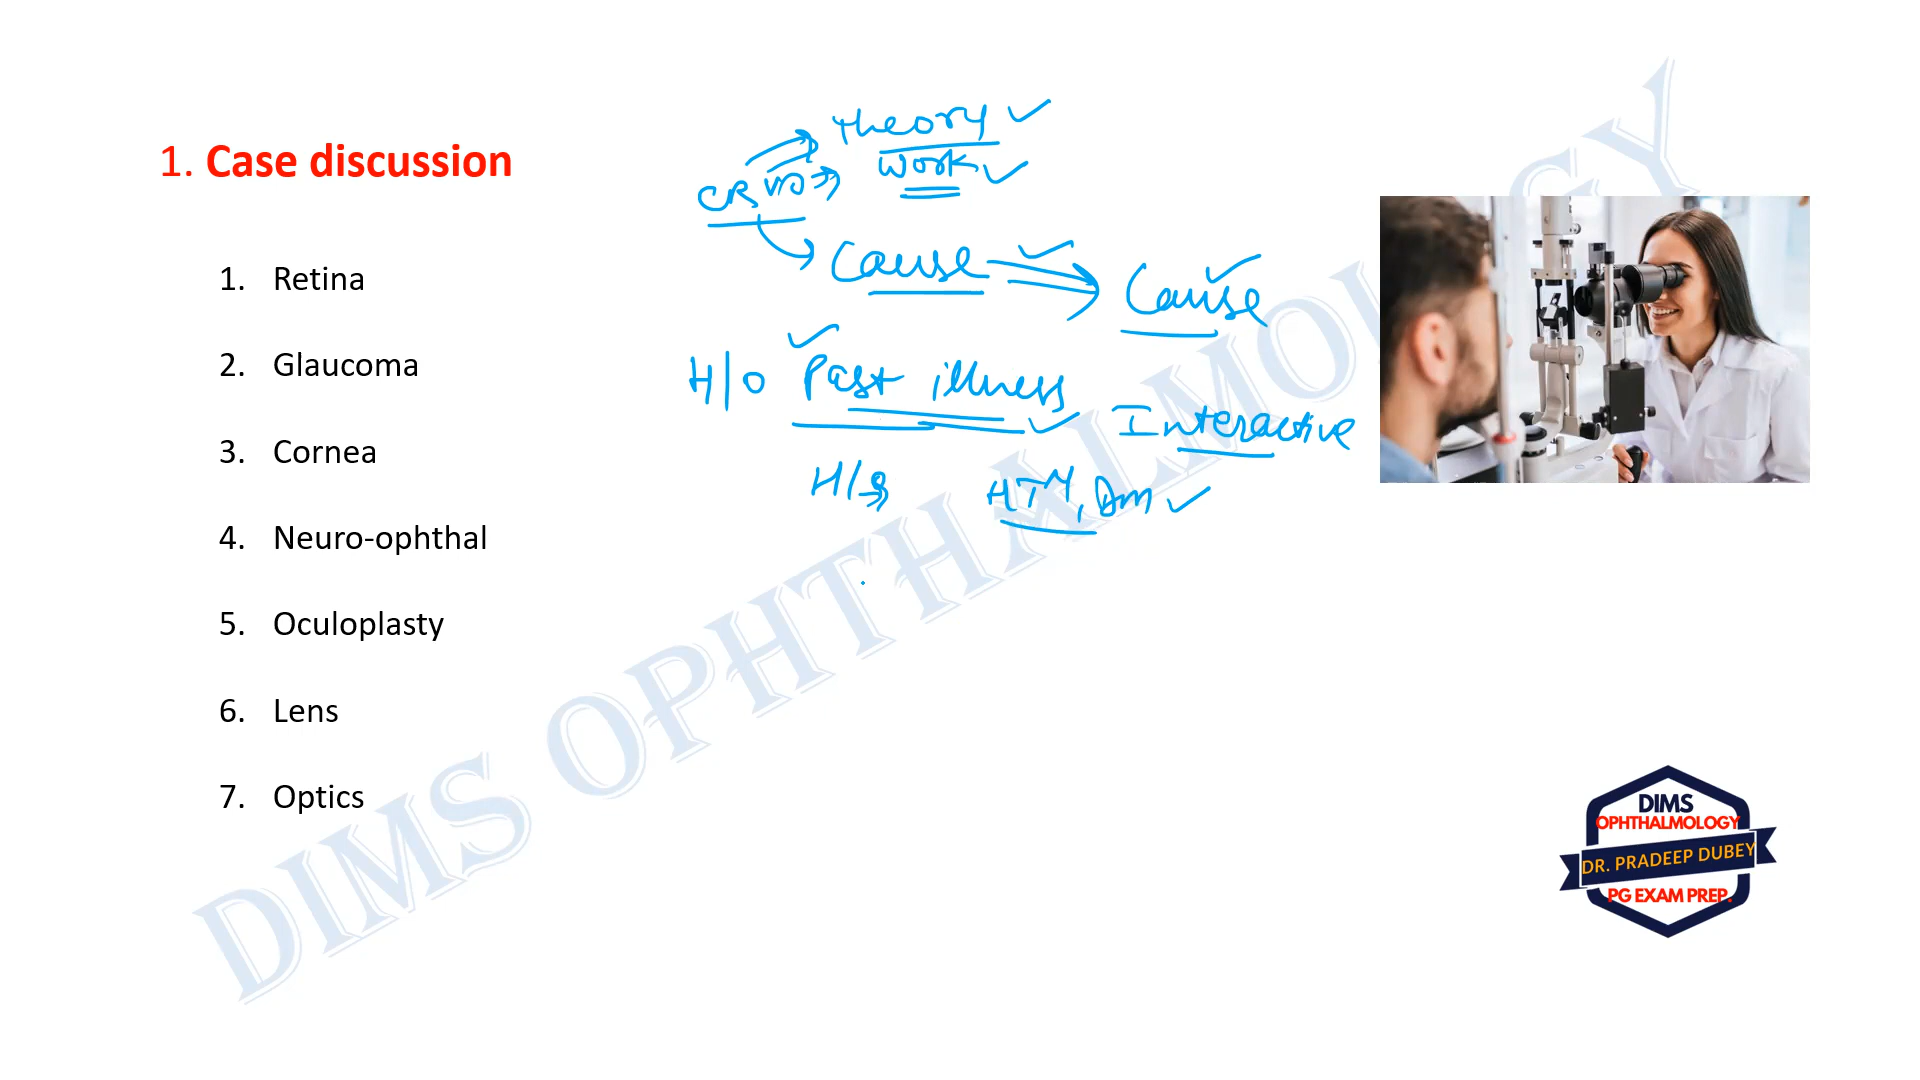 1. Case discussion
1. Retina
2. Glaucoma
3. Cornea
4. Neuro-ophthal
5. Oculoplasty
6. Lens
7. Optics
theory
work
CRVO
Cause
Cause
H/O Past illness
Interactive
H/O
HTN, Dm
DIMS OPHTHALMOLOGY
DIMS
OPHTHALMOLOGY
DR. PRADEEP DUBEY
PG EXAM PREP.